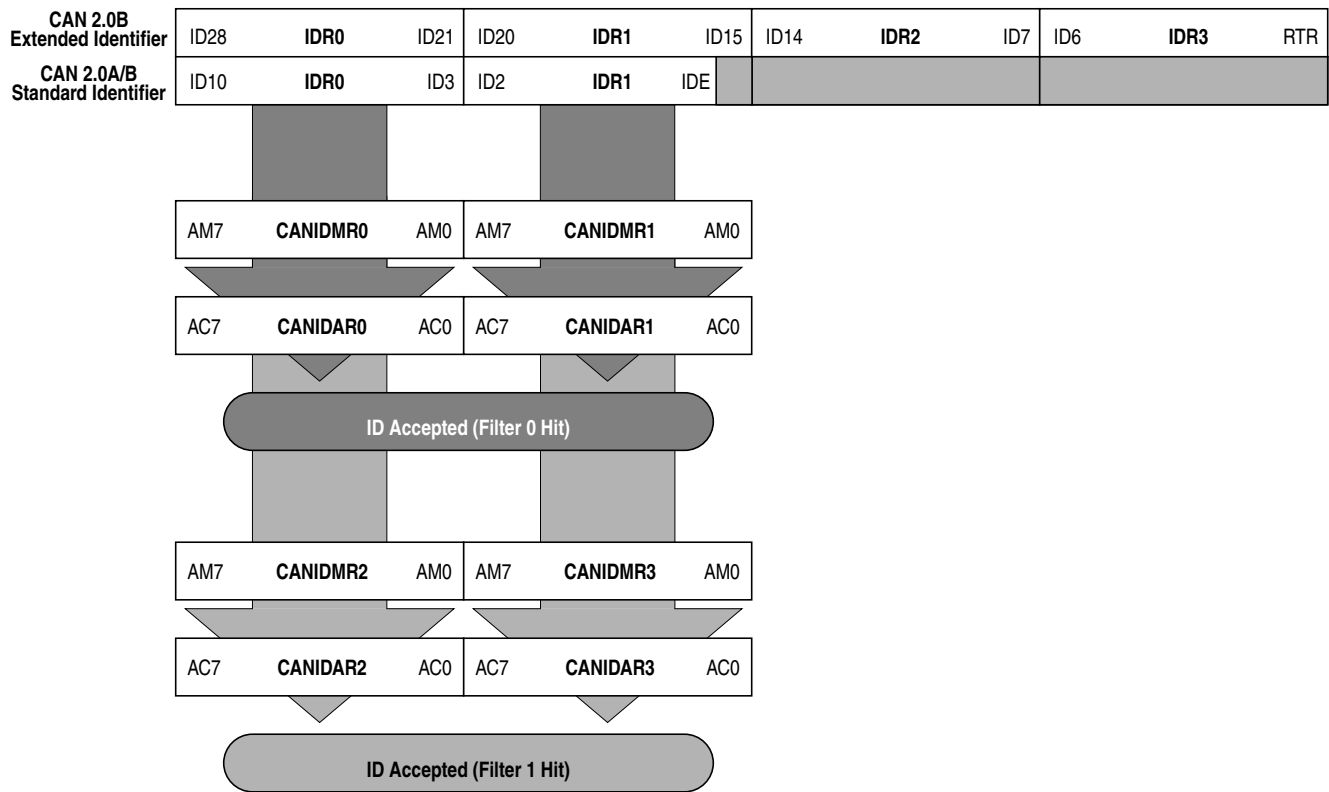 CAN 2.0B
Extended Identifier ID28 IDR0 ID21 ID20 IDR1 ID15 ID14 IDR2 ID7 ID6 IDR3 RTR
CAN 2.0A/B
Standard Identifier ID10 IDR0 ID3 ID2 IDR1 IDE
AM7 CANIDMR0 AM0 AM7 CANIDMR1 AM0
AC7 CANIDAR0 AC0 AC7 CANIDAR1 AC0
ID Accepted (Filter 0 Hit)
AM7 CANIDMR2 AM0 AM7 CANIDMR3 AM0
AC7 CANIDAR2 AC0 AC7 CANIDAR3 AC0
ID Accepted (Filter 1 Hit)